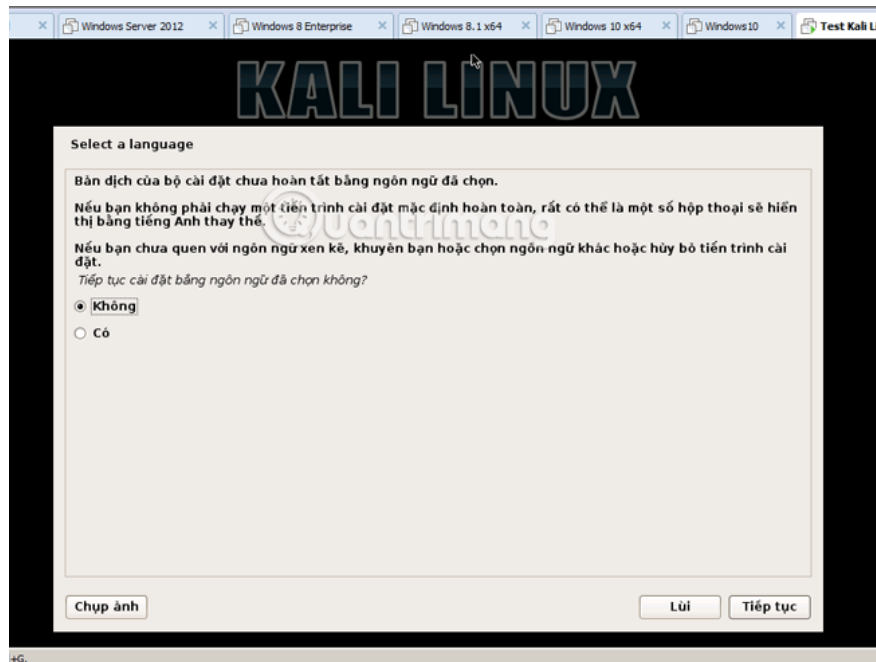 Windows Server 2012
Windows 8 Enterprise
Windows 8.1 x64
Windows 10 x64
Windows10
Test Kali Li
KALI LINUX
Select a language
Bản dịch của bộ cài đặt chưa hoàn tất bằng ngôn ngữ đã chọn.
Nếu bạn không phải chạy một tiến trình cài đặt mặc định hoàn toàn, rất có thể là một số hộp thoại sẽ hiển
thị bằng tiếng Anh thay thế.
Quantrimang
Nếu bạn chưa quen với ngôn ngữ xen kẽ, khuyên bạn hoặc chọn ngôn ngữ khác hoặc hủy bỏ tiến trình cài
đặt.
Tiếp tục cài đặt bằng ngôn ngữ đã chọn không?
Không
Có
Chụp ảnh
Lùi
Tiếp tục
+G.